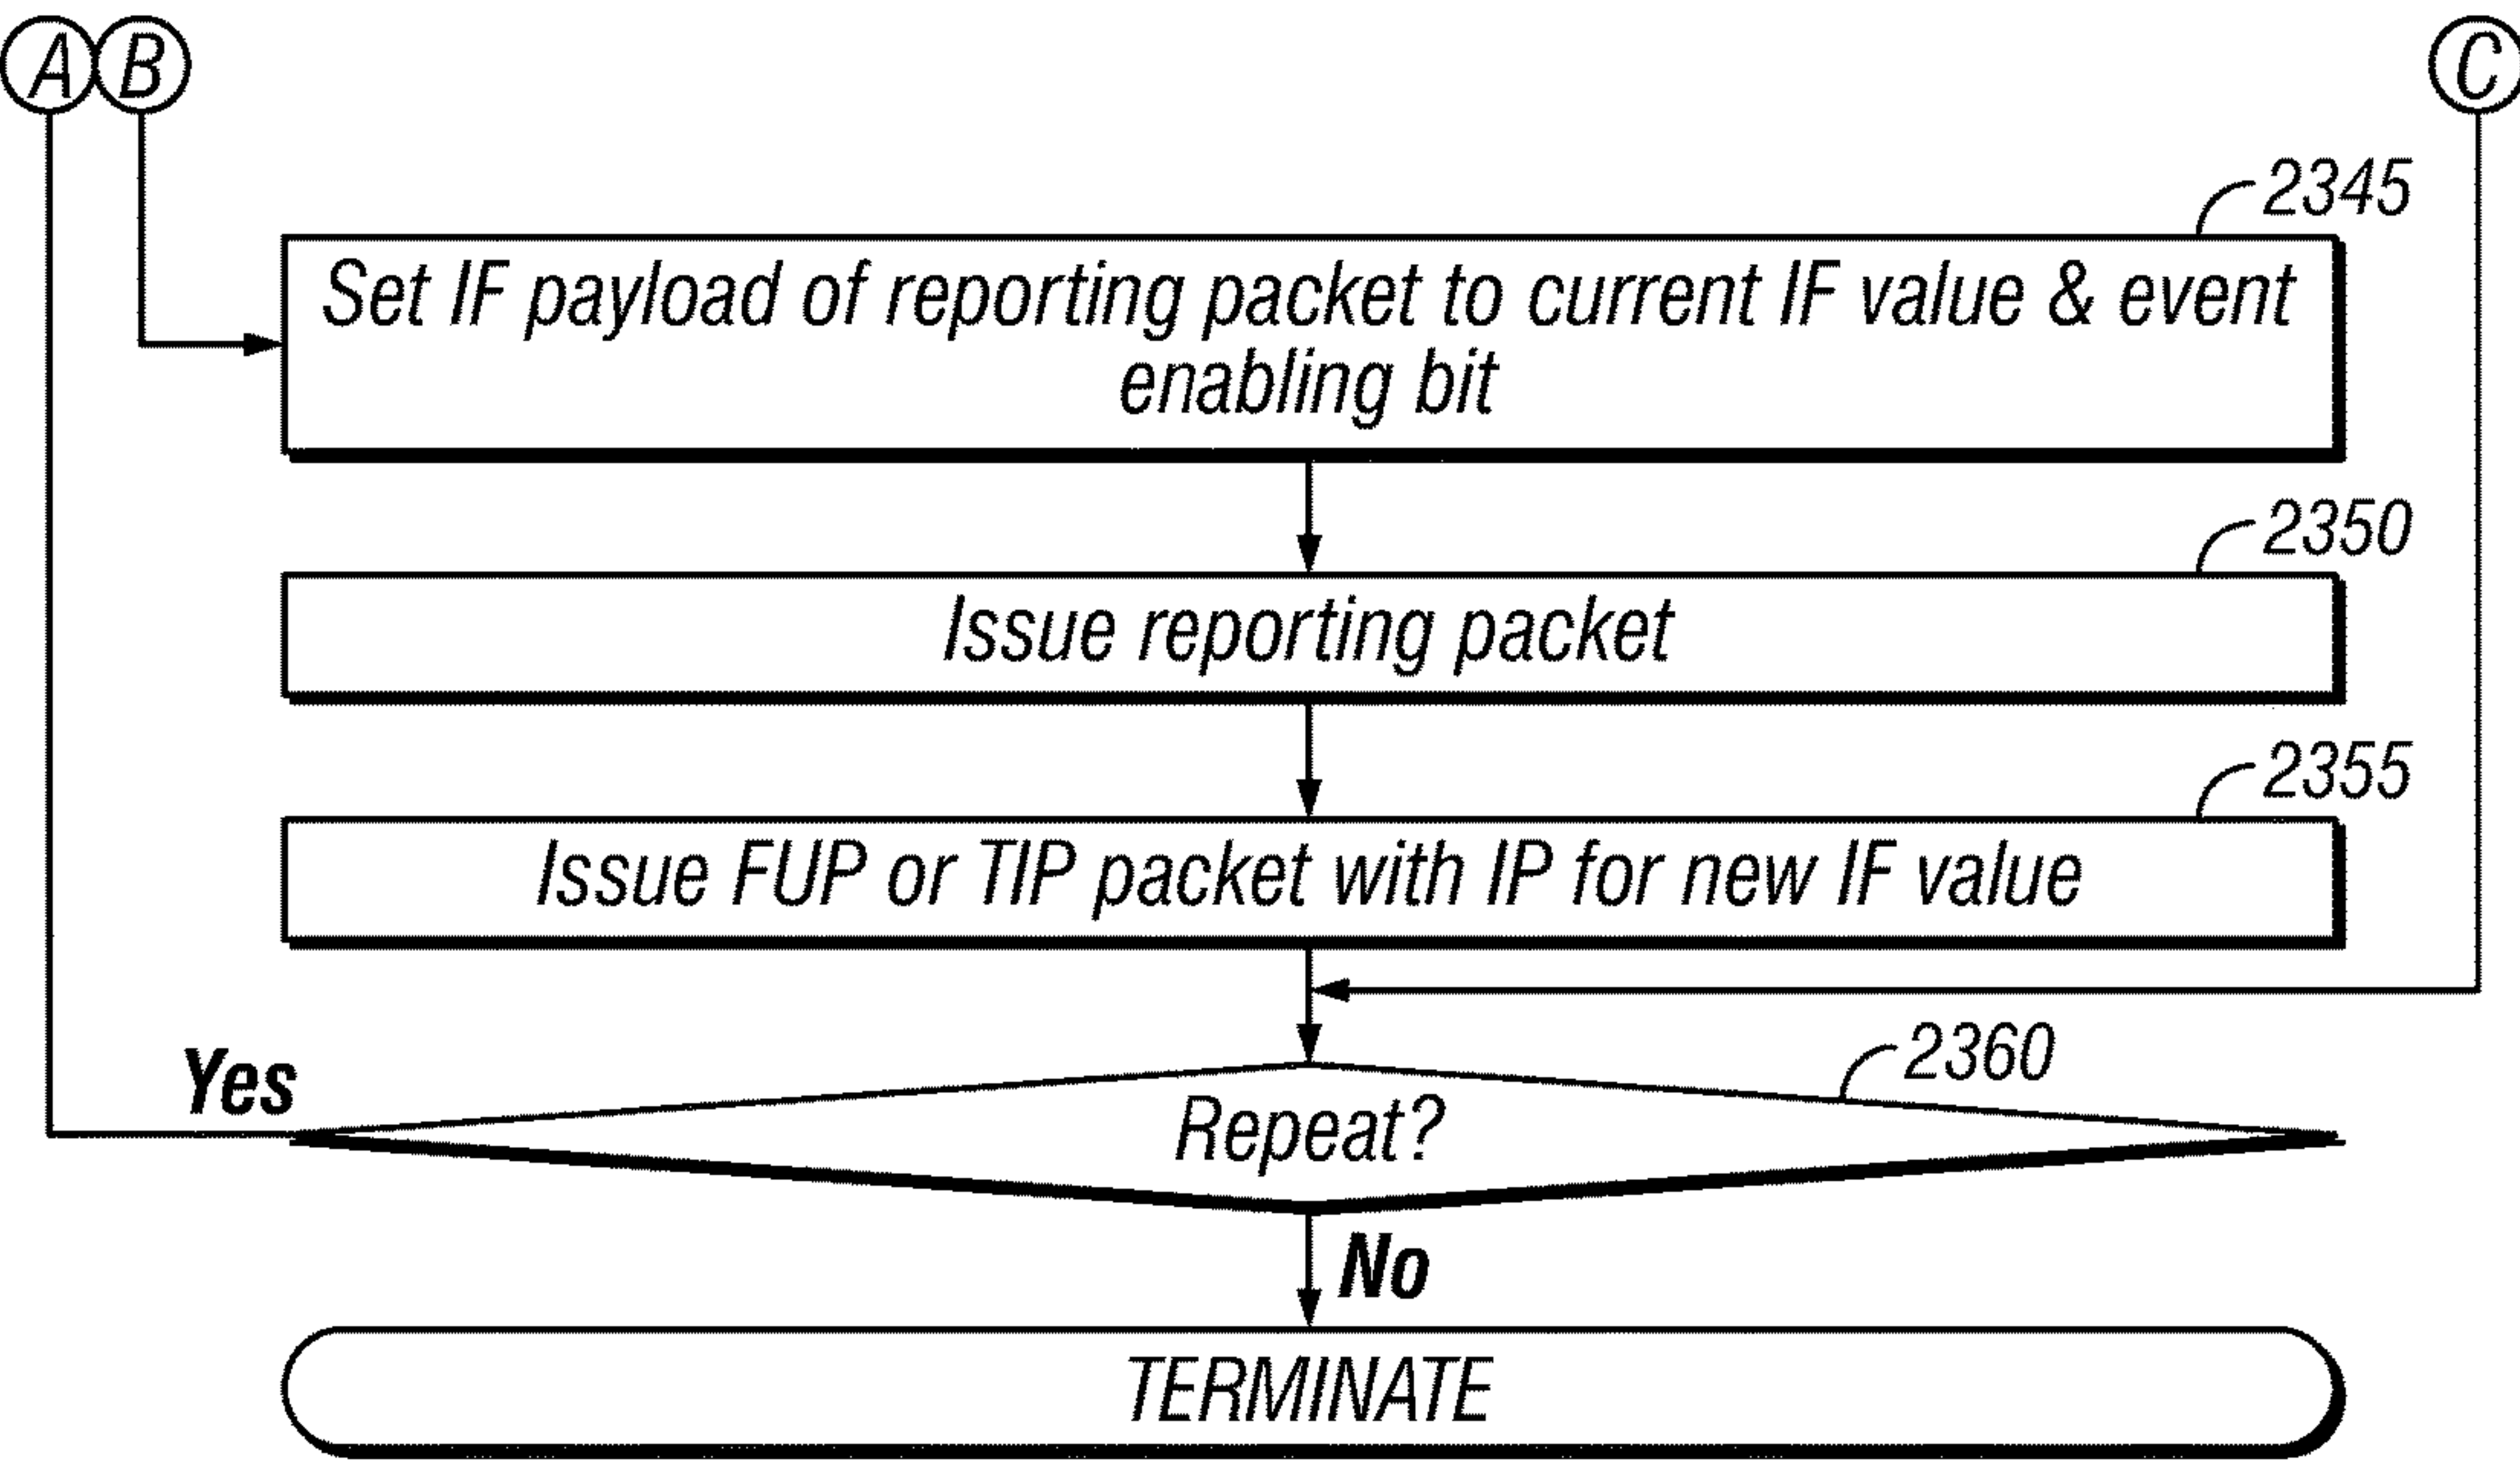 A B C
2345
Set IF payload of reporting packet to current IF value & event
enabling bit
2350
Issue reporting packet
2355
Issue FUP or TIP packet with IP for new IF value
2360
Yes
Repeat?
No
TERMINATE